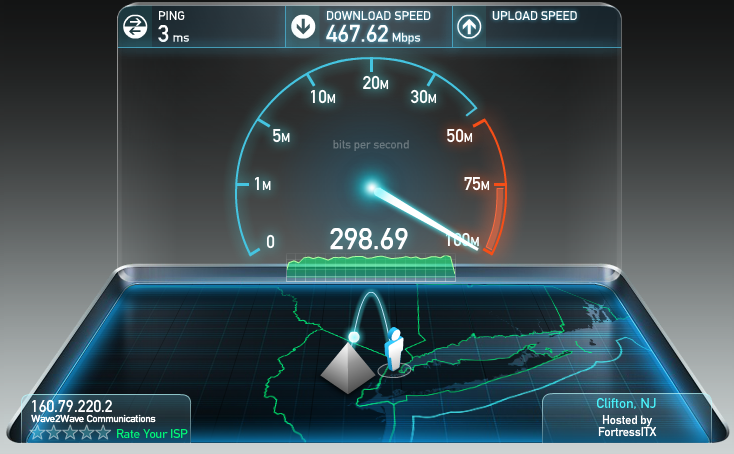 PING
3 ms
DOWNLOAD SPEED
467.62 Mbps
UPLOAD SPEED
20M
10M
30M
5M
50M
bits per second
1M
75M
0
298.69
100M
160.79.220.2
Wave2Wave Communications
Rate Your ISP
Clifton, NJ
Hosted by
FortressITX